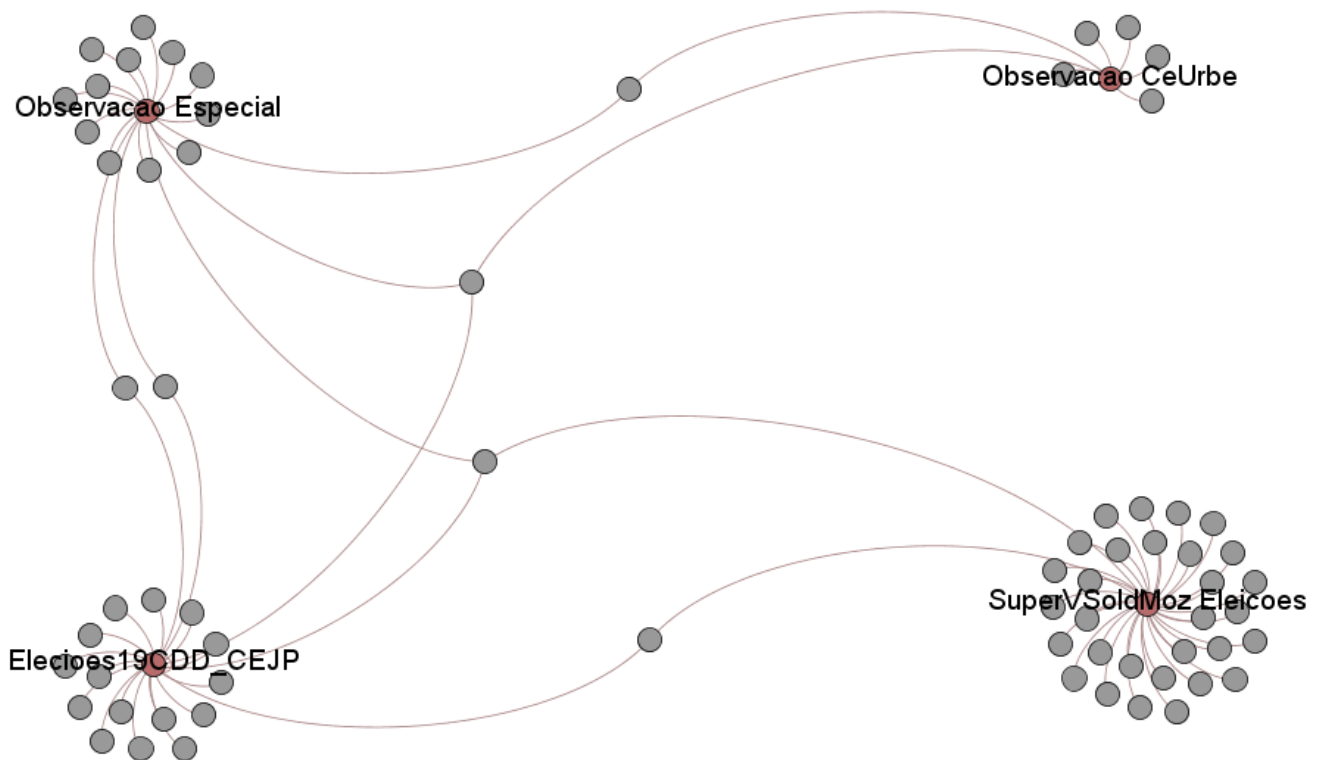 Observacao CeUrbe
Observacao Especial
SuperVSoldMoz Eleicoes
Elecioes19CDD_CEJP